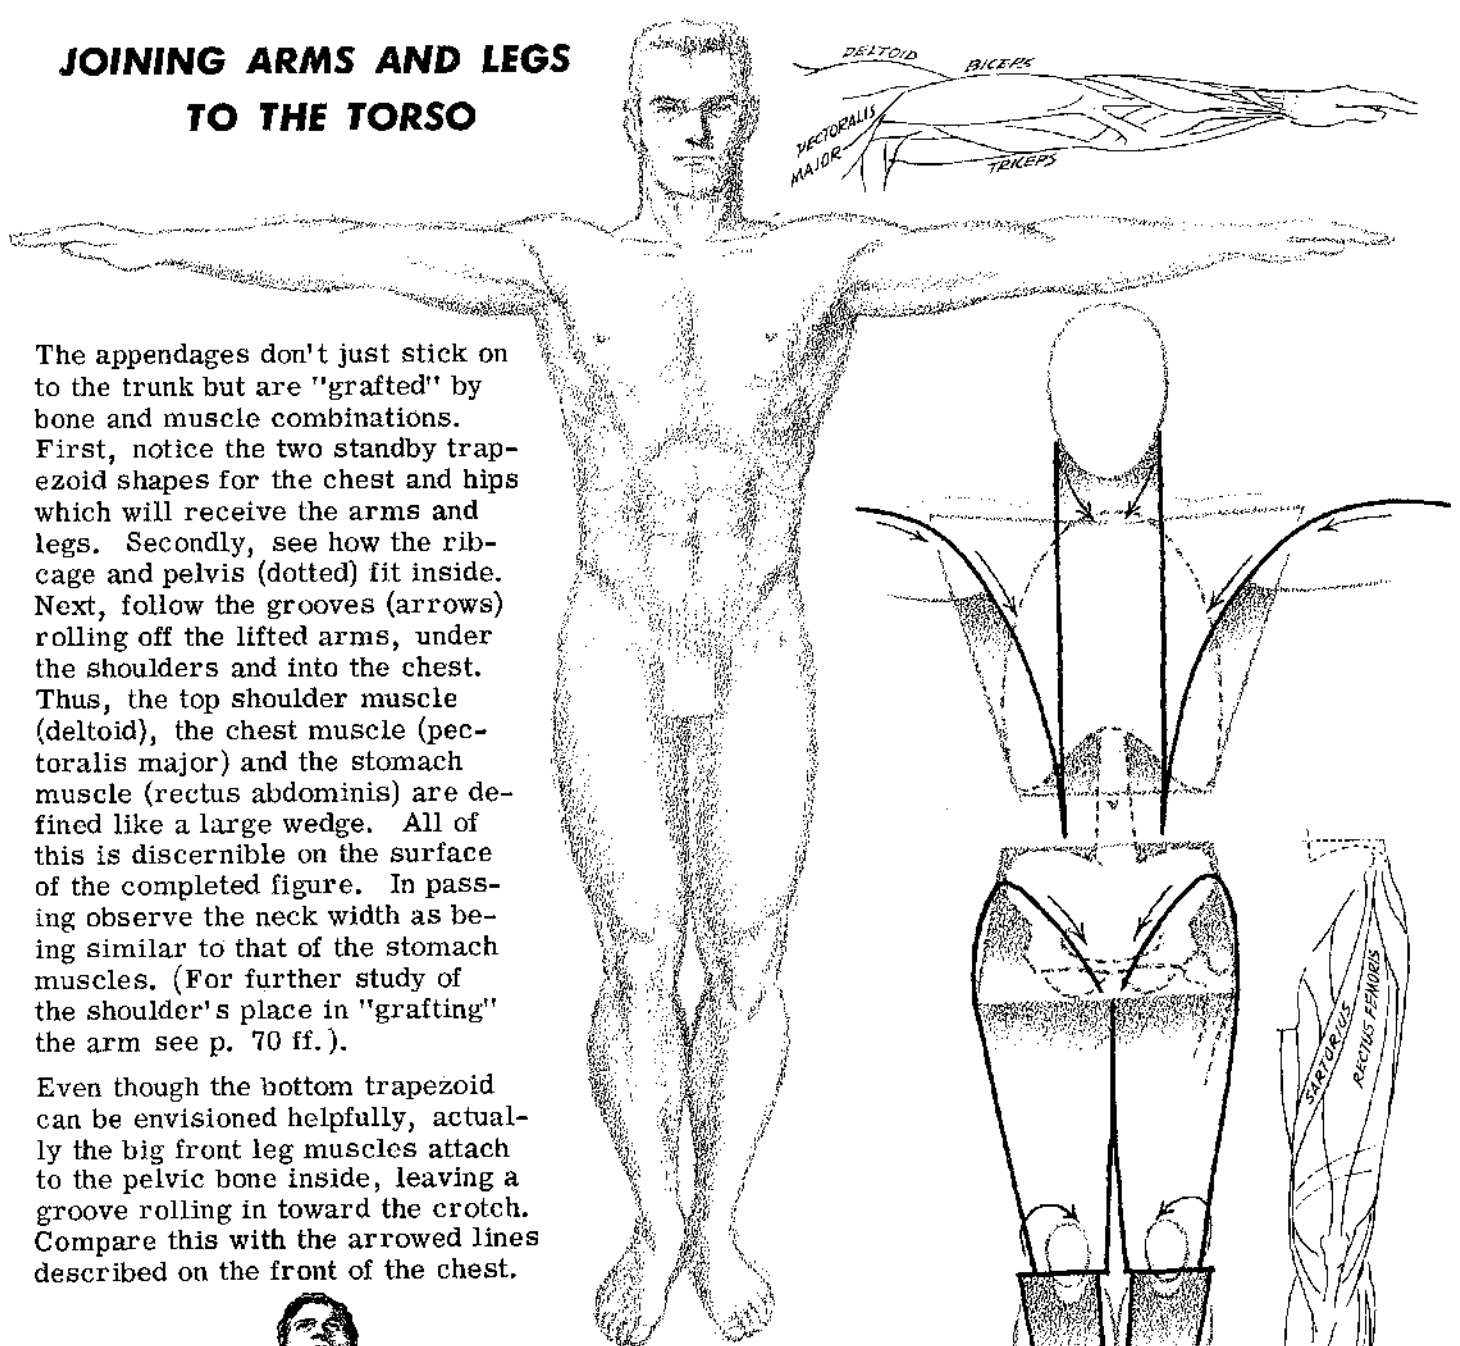 JOINING ARMS AND LEGS
TO THE TORSO
DELTOID
BICEPS
PECTORALIS
MAJOR
TRICEPS
The appendages don't just stick on
to the trunk but are "grafted" by
bone and muscle combinations.
First, notice the two standby trap-
ezoid shapes for the chest and hips
which will receive the arms and
legs. Secondly, see how the rib-
cage and pelvis (dotted) fit inside.
Next, follow the grooves (arrows)
rolling off the lifted arms, under
the shoulders and into the chest.
Thus, the top shoulder muscle
(deltoid), the chest muscle (pec-
toralis major) and the stomach
muscle (rectus abdominis) are de-
fined like a large wedge. All of
this is discernible on the surface
of the completed figure. In pass-
ing observe the neck width as be-
ing similar to that of the stomach
muscles. (For further study of
the shoulder's place in "grafting"
the arm see p. 70 ff.).
Even though the bottom trapezoid
can be envisioned helpfully, actual-
ly the big front leg muscles attach
to the pelvic bone inside, leaving a
groove rolling in toward the crotch.
Compare this with the arrowed lines
described on the front of the chest.
SARTORIUS
RECTUS FEMORIS